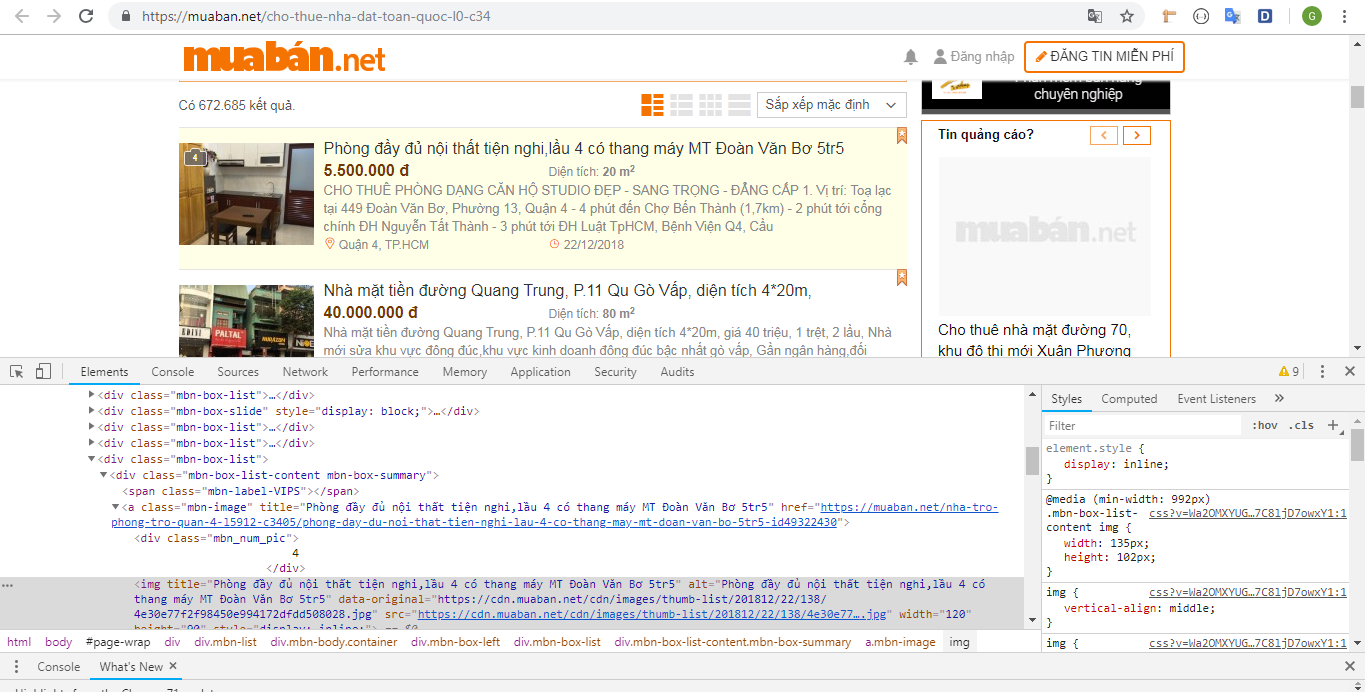 https://muaban.net/cho-thue-nha-dat-toan-quoc-l0-c34
G
muabán.net
Đăng nhập
ĐĂNG TIN MIỄN PHÍ
Có 672.685 kết quả.
Sắp xếp mặc định
chuyên nghiệp
4
Phòng đầy đủ nội thất tiện nghi,lầu 4 có thang máy MT Đoàn Văn Bơ 5tr5
5.500.000 đ
Diện tích: 20 m²
CHO THUÊ PHÒNG DẠNG CĂN HỘ STUDIO ĐẸP - SANG TRỌNG - ĐẲNG CẤP 1. Vị trí: Toạ lạc
tại 449 Đoàn Văn Bơ, Phường 13, Quận 4 - 4 phút đến Chợ Bến Thành (1,7km) - 2 phút tới cổng
chính ĐH Nguyễn Tất Thành - 3 phút tới ĐH Luật TpHCM, Bệnh Viện Q4, Cầu
Quận 4, TP.HCM
22/12/2018
Tin quảng cáo?
muabán.net
Cho thuê nhà mặt đường 70,
khu đô thị mới Xuân Phương
Nhà mặt tiền đường Quang Trung, P.11 Qu Gò Vấp, diện tích 4*20m,
40.000.000 đ
Diện tích: 80 m²
Nhà mặt tiền đường Quang Trung, P.11 Qu Gò Vấp, diện tích 4*20m, giá 40 triệu, 1 trệt, 2 lầu, Nhà
mới sửa khu vực đông đúc,khu vực kinh doanh đông đúc bậc nhất gò vấp, Gần ngân hàng,đối
PALTAL
Elements Console Sources Network Performance Memory Application Security Audits
9
<div class="mbn-box-list">…</div>
<div class="mbn-box-slide" style="display: block;">…</div>
<div class="mbn-box-list">…</div>
<div class="mbn-box-list">…</div>
<div class="mbn-box-list">
<div class="mbn-box-list-content mbn-box-summary">
<span class="mbn-label-VIPS"></span>
<a class="mbn-image" title="Phòng đầy đủ nội thất tiện nghi,lầu 4 có thang máy MT Đoàn Văn Bơ 5tr5" href="https://muaban.net/nha-tro-
phong-tro-quan-4-l5912-c3405/phong-day-du-noi-that-tien-nghi-lau-4-co-thang-may-mt-doan-van-bo-5tr5-id49322430">
<div class="mbn_num_pic">
4
</div>
<img title="Phòng đầy đủ nội thất tiện nghi,lầu 4 có thang máy MT Đoàn Văn Bơ 5tr5" alt="Phòng đầy đủ nội thất tiện nghi,lầu 4 có
thang máy MT Đoàn Văn Bơ 5tr5" data-original="https://cdn.muaban.net/cdn/images/thumb-list/201812/22/138/
4e30e77f2f98450e994172dfdd508028.jpg" src="https://cdn.muaban.net/cdn/images/thumb-list/201812/22/138/4e30e77….jpg" width="120"
html body #page-wrap div div.mbn-list div.mbn-body.container div.mbn-box-left div.mbn-box-list div.mbn-box-list-content.mbn-box-summary a.mbn-image img
Styles Computed Event Listeners »
Filter :hov .cls +
element.style {
display: inline;
}
@media (min-width: 992px)
.mbn-box-list- css?v=Wa2OMXYUG…7C8ljD7owxY1:1
content img {
width: 135px;
height: 102px;
}
img { css?v=Wa2OMXYUG…7C8ljD7owxY1:1
vertical-align: middle;
}
img { css?v=Wa2OMXYUG…7C8ljD7owxY1:1
Console What's New ×